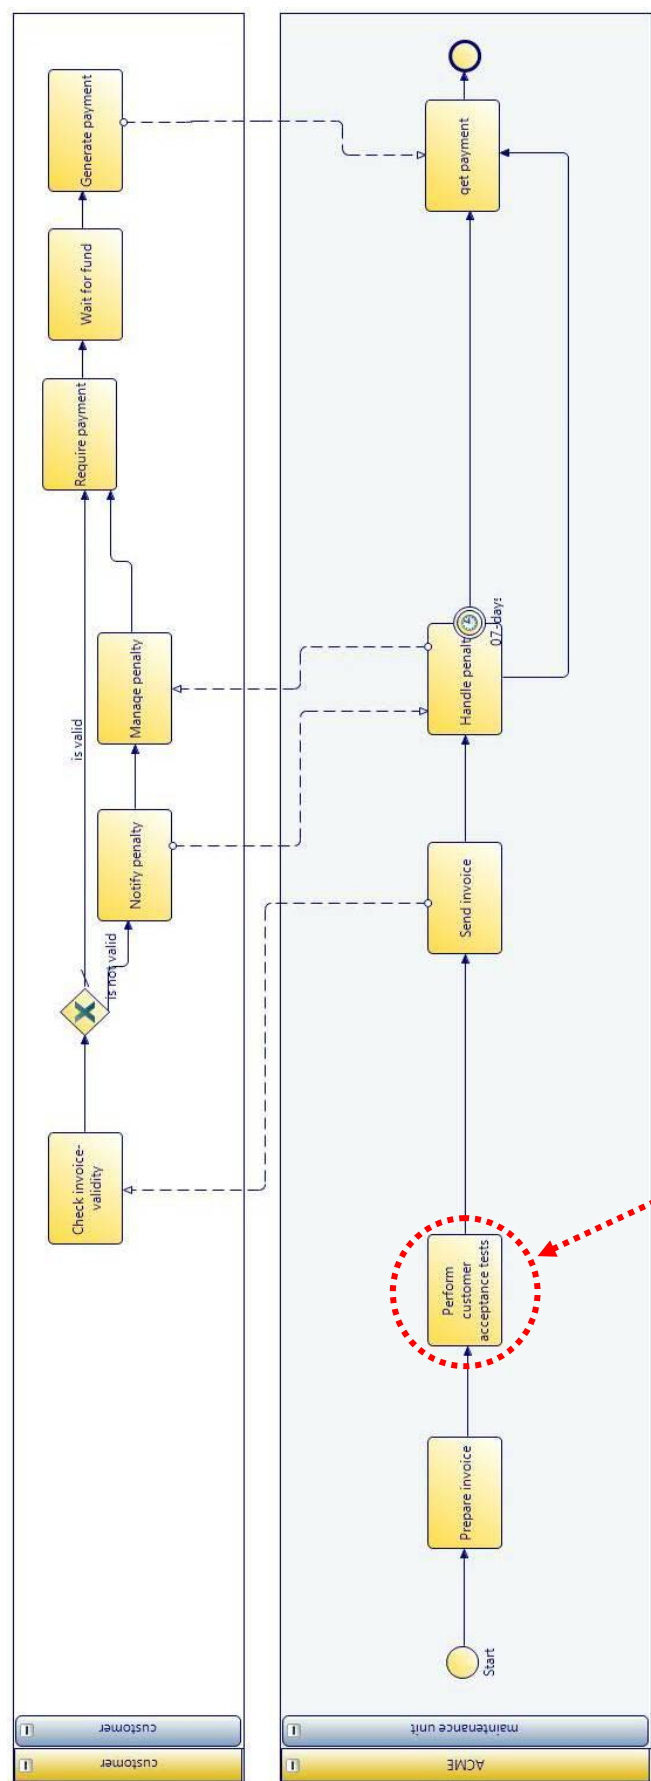 customer
customer
Check invoice-
validity
is not valid
is valid
Notify penalty
Manage penalty
Require payment
Wait for fund
Generate payment
ACME
maintenance unit
Start
Prepare invoice
Perform
customer
acceptance tests
Send invoice
Handle penalt
07 -days
get payment